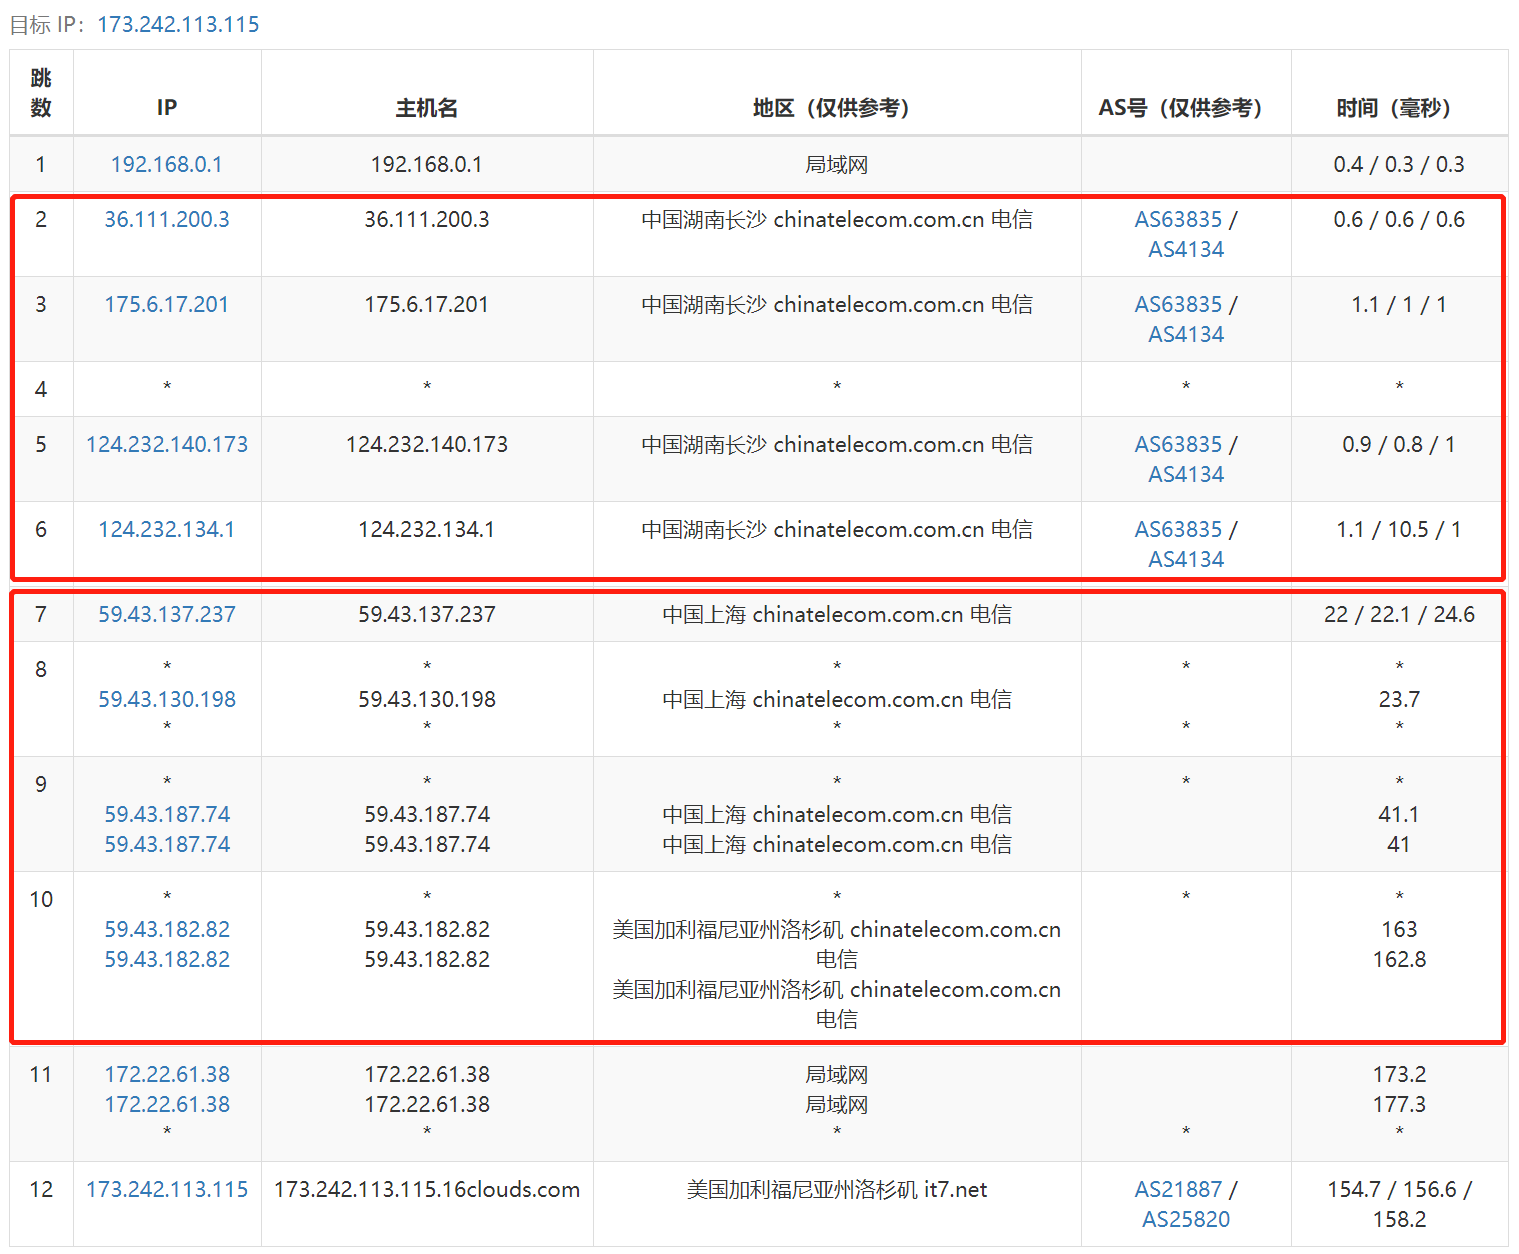 目标 IP：173.242.113.115
跳数 IP 主机名 地区（仅供参考） AS号（仅供参考） 时间（毫秒）
1 192.168.0.1 192.168.0.1 局域网 0.4 / 0.3 / 0.3
2 36.111.200.3 36.111.200.3 中国湖南长沙 chinatelecom.com.cn 电信 AS63835 / 0.6 / 0.6 / 0.6
AS4134
3 175.6.17.201 175.6.17.201 中国湖南长沙 chinatelecom.com.cn 电信 AS63835 / 1.1 / 1 / 1
AS4134
4 * * * * *
5 124.232.140.173 124.232.140.173 中国湖南长沙 chinatelecom.com.cn 电信 AS63835 / 0.9 / 0.8 / 1
AS4134
6 124.232.134.1 124.232.134.1 中国湖南长沙 chinatelecom.com.cn 电信 AS63835 / 1.1 / 10.5 / 1
AS4134
7 59.43.137.237 59.43.137.237 中国上海 chinatelecom.com.cn 电信 22 / 22.1 / 24.6
8 * * * * *
59.43.130.198 59.43.130.198 中国上海 chinatelecom.com.cn 电信 23.7
* * * * *
9 * * * * *
59.43.187.74 59.43.187.74 中国上海 chinatelecom.com.cn 电信 41.1
59.43.187.74 59.43.187.74 中国上海 chinatelecom.com.cn 电信 41
10 * * * * *
59.43.182.82 59.43.182.82 美国加利福尼亚州洛杉矶 chinatelecom.com.cn 163
59.43.182.82 59.43.182.82 电信 162.8
美国加利福尼亚州洛杉矶 chinatelecom.com.cn
电信
11 172.22.61.38 172.22.61.38 局域网 173.2
172.22.61.38 172.22.61.38 局域网 177.3
* * * * *
12 173.242.113.115 173.242.113.115.16clouds.com 美国加利福尼亚州洛杉矶 it7.net AS21887 / 154.7 / 156.6 /
AS25820 158.2